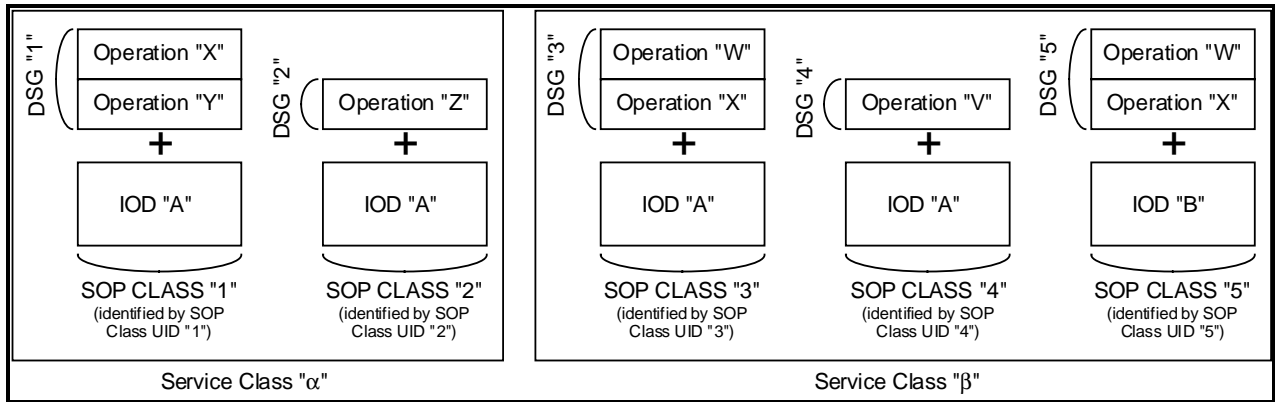 DSG "1"
Operation "X"
Operation "Y"
+
IOD "A"
SOP CLASS "1"
(identified by SOP
Class UID "1")
DSG "2"
Operation "Z"
+
IOD "A"
SOP CLASS "2"
(identified by SOP
Class UID "2")
Service Class "α"
DSG "3"
Operation "W"
Operation "X"
+
IOD "A"
SOP CLASS "3"
(identified by SOP
Class UID "3")
DSG "4"
Operation "V"
+
IOD "A"
SOP CLASS "4"
(identified by SOP
Class UID "4")
DSG "5"
Operation "W"
Operation "X"
+
IOD "B"
SOP CLASS "5"
(identified by SOP
Class UID "5")
Service Class "β"